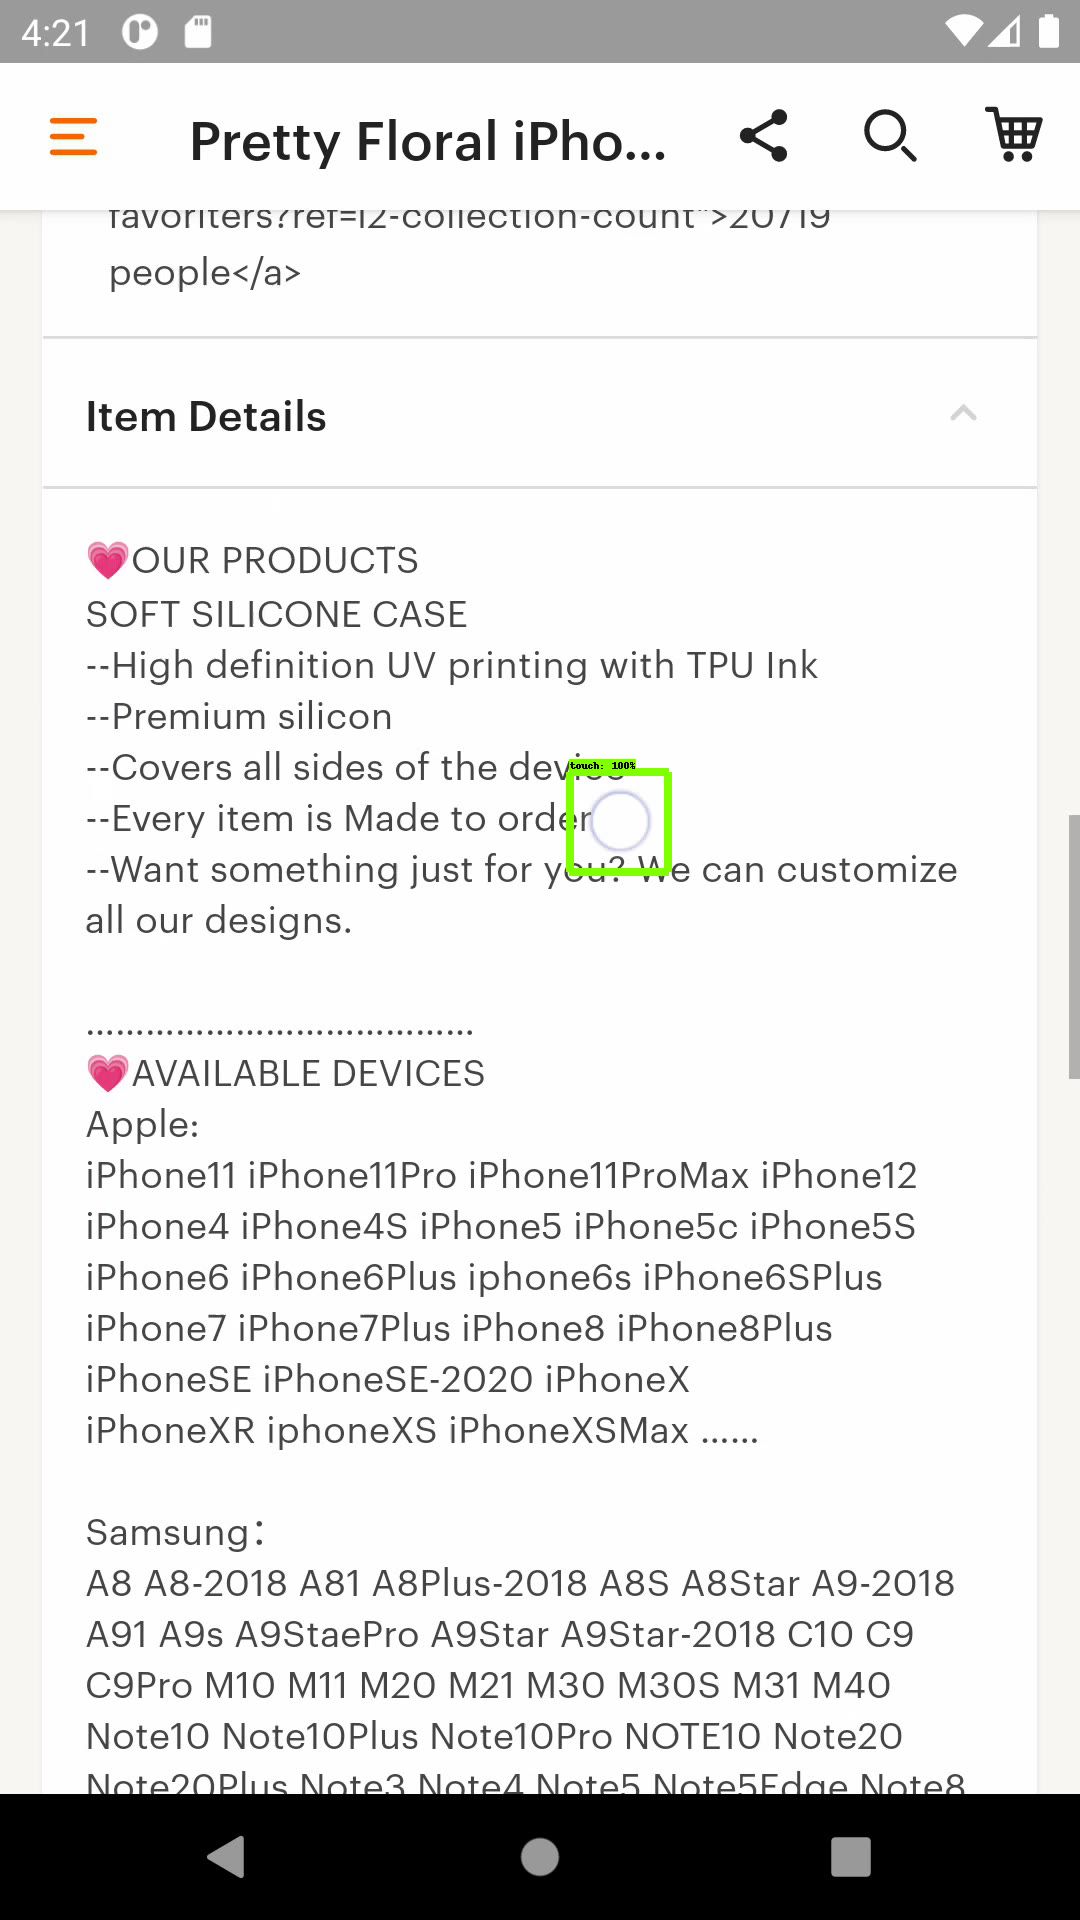 4:21
Pretty Floral iPho...
favoriters?ref=l2-collection-count">20719
people</a>
Item Details
💗OUR PRODUCTS
SOFT SILICONE CASE
--High definition UV printing with TPU Ink
--Premium silicon
--Covers all sides of the device
touch: 100%
--Every item is Made to order
--Want something just for you? We can customize
all our designs.
.......................................
💗AVAILABLE DEVICES
Apple:
iPhone11 iPhone11Pro iPhone11ProMax iPhone12
iPhone4 iPhone4S iPhone5 iPhone5c iPhone5S
iPhone6 iPhone6Plus iphone6s iPhone6SPlus
iPhone7 iPhone7Plus iPhone8 iPhone8Plus
iPhoneSE iPhoneSE-2020 iPhoneX
iPhoneXR iphoneXS iPhoneXSMax ......
Samsung：
A8 A8-2018 A81 A8Plus-2018 A8S A8Star A9-2018
A91 A9s A9StaePro A9Star A9Star-2018 C10 C9
C9Pro M10 M11 M20 M21 M30 M30S M31 M40
Note10 Note10Plus Note10Pro NOTE10 Note20
Note20Plus Note3 Note4 Note5 Note5Edge Note8